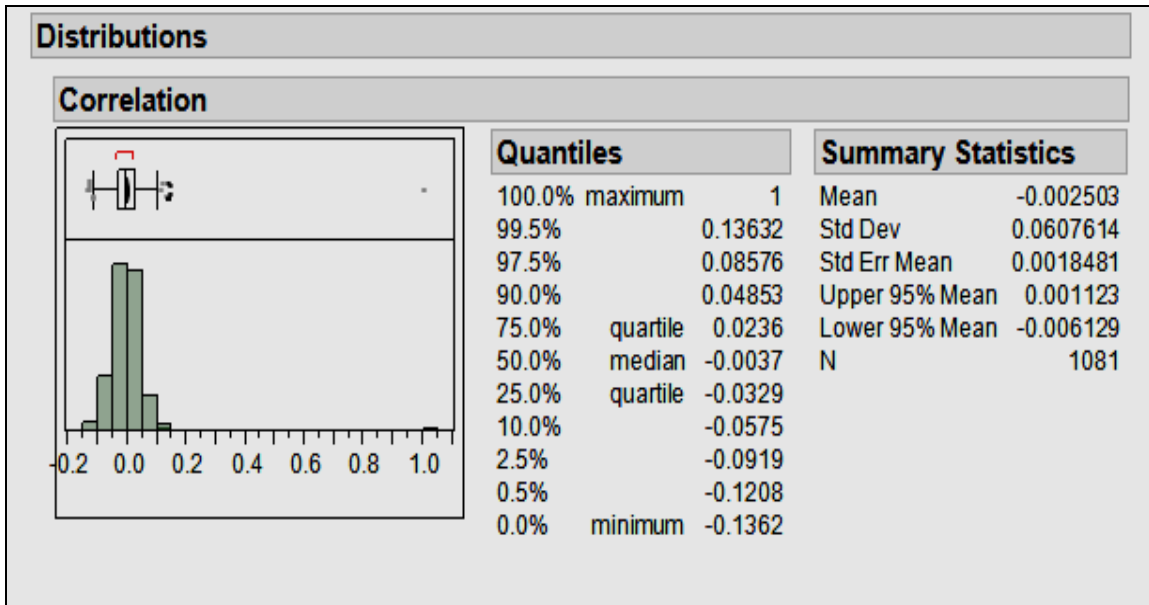 Distributions
Correlation
-0.2 0.0 0.2 0.4 0.6 0.8 1.0
Quantiles
100.0% maximum 1
99.5% 0.13632
97.5% 0.08576
90.0% 0.04853
75.0% quartile 0.0236
50.0% median -0.0037
25.0% quartile -0.0329
10.0% -0.0575
2.5% -0.0919
0.5% -0.1208
0.0% minimum -0.1362
Summary Statistics
Mean -0.002503
Std Dev 0.0607614
Std Err Mean 0.0018481
Upper 95% Mean 0.001123
Lower 95% Mean -0.006129
N 1081